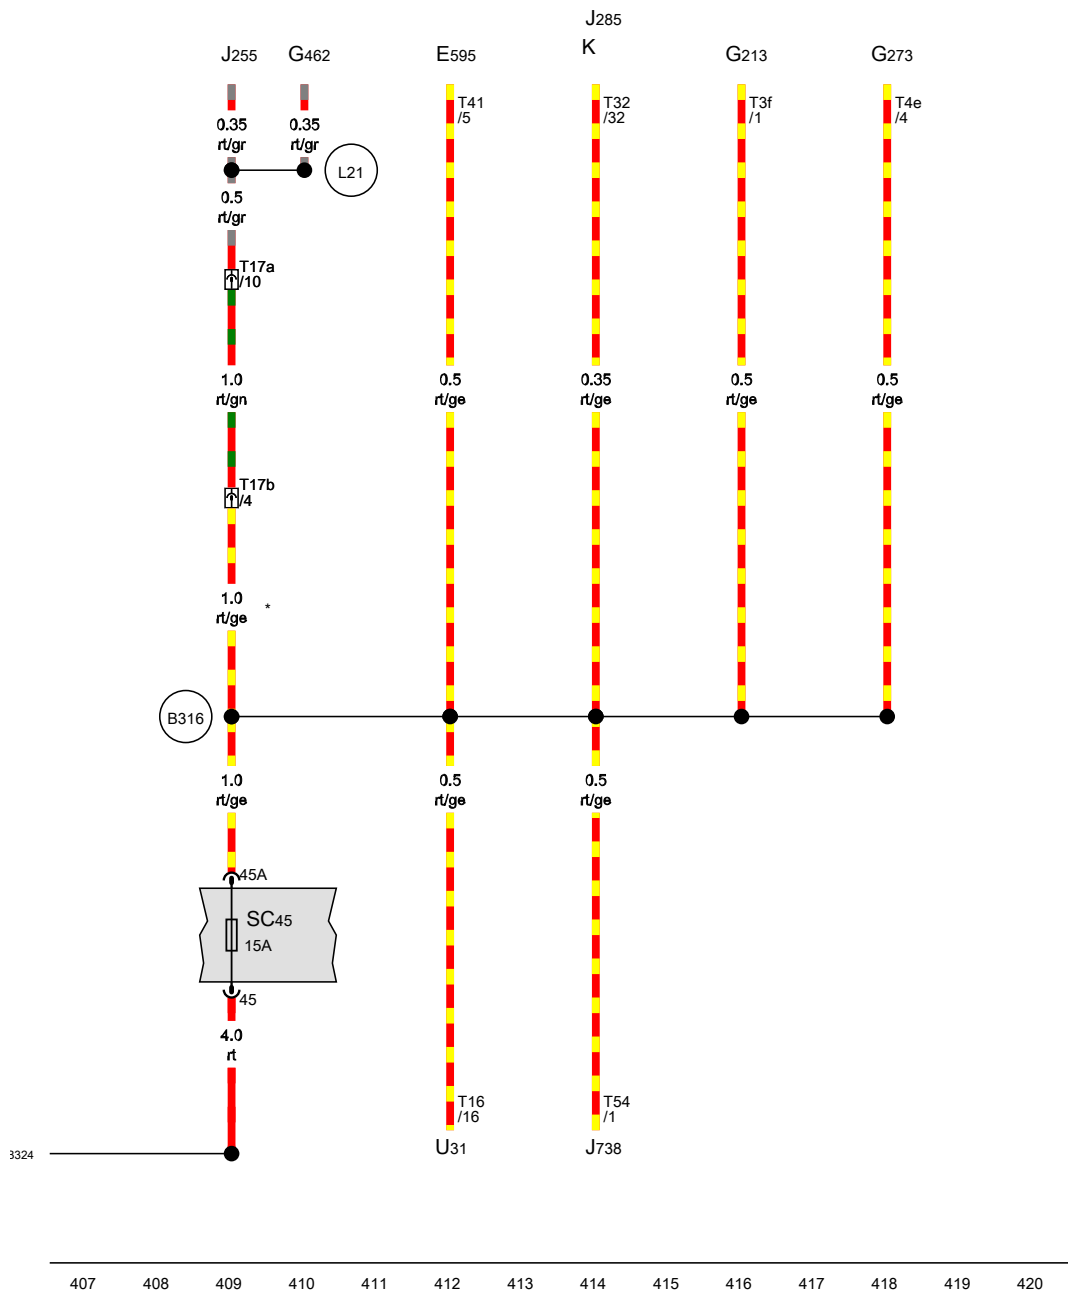 J285
K
J255 G462 E595 G213 G273
T41
/5
T32
/32
T3f
/1
T4e
/4
0.35
rt/gr
0.35
rt/gr
L21
0.5
rt/gr
T17a
/10
1.0
rt/gn
0.5
rt/ge
0.35
rt/ge
0.5
rt/ge
0.5
rt/ge
T17b
/4
1.0
rt/ge *
B316
1.0
rt/ge
0.5
rt/ge
0.5
rt/ge
45A
SC45
15A
45
4.0
rt
T16
/16
T54
/1
U31 J738
3324
407 408 409 410 411 412 413 414 415 416 417 418 419 420